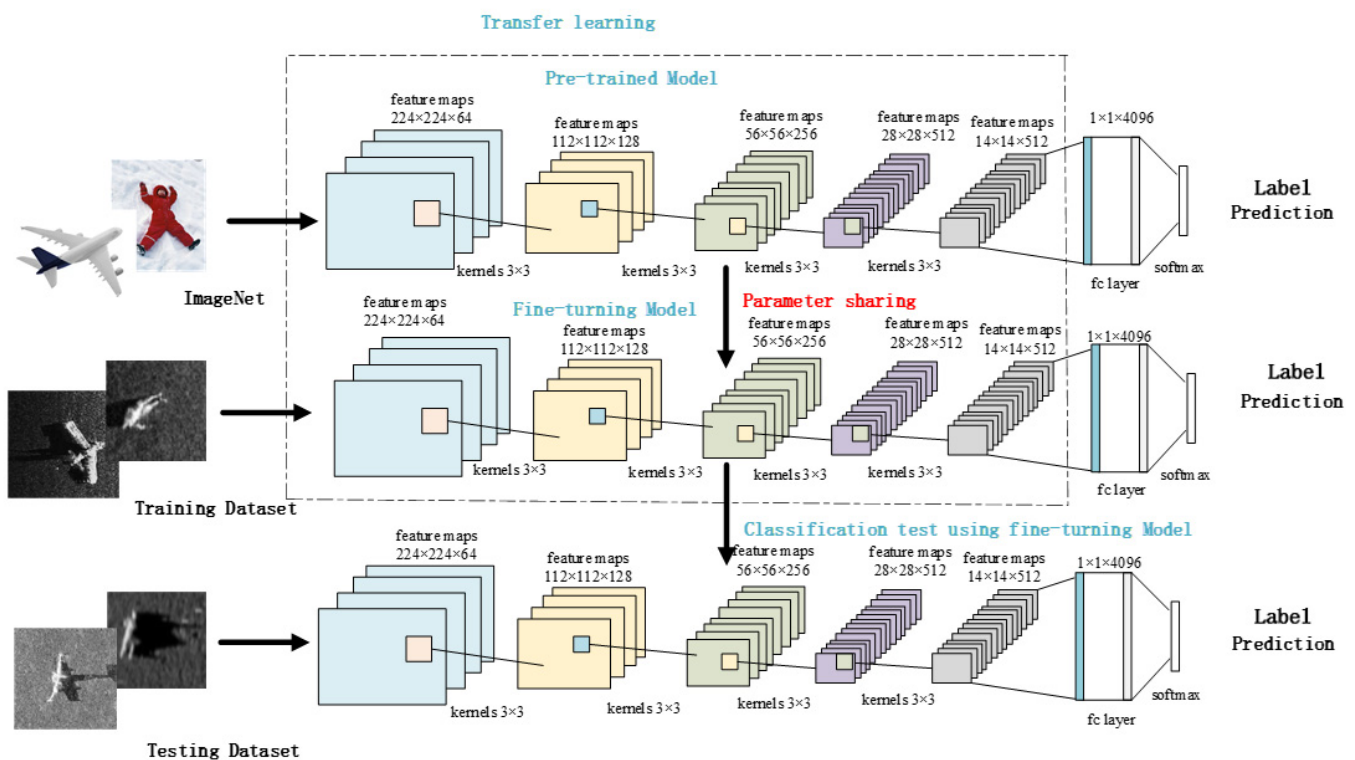 Transfer learning
Pre-trained Model
feature maps
224×224×64
feature maps
112×112×128
feature maps
56×56×256
feature maps
28×28×512
feature maps
14×14×512
1×1×4096
Label
Prediction
kernels 3×3
kernels 3×3
kernels 3×3
kernels 3×3
fc layer
softmax
ImageNet
Fine-turning Model
Parameter sharing
feature maps
224×224×64
feature maps
112×112×128
feature maps
56×56×256
feature maps
28×28×512
feature maps
14×14×512
1×1×4096
Label
Prediction
kernels 3×3
kernels 3×3
kernels 3×3
kernels 3×3
fc layer
softmax
Training Dataset
Classification test using fine-turning Model
feature maps
224×224×64
feature maps
112×112×128
feature maps
56×56×256
feature maps
28×28×512
feature maps
14×14×512
1×1×4096
Label
Prediction
kernels 3×3
kernels 3×3
kernels 3×3
kernels 3×3
fc layer
softmax
Testing Dataset